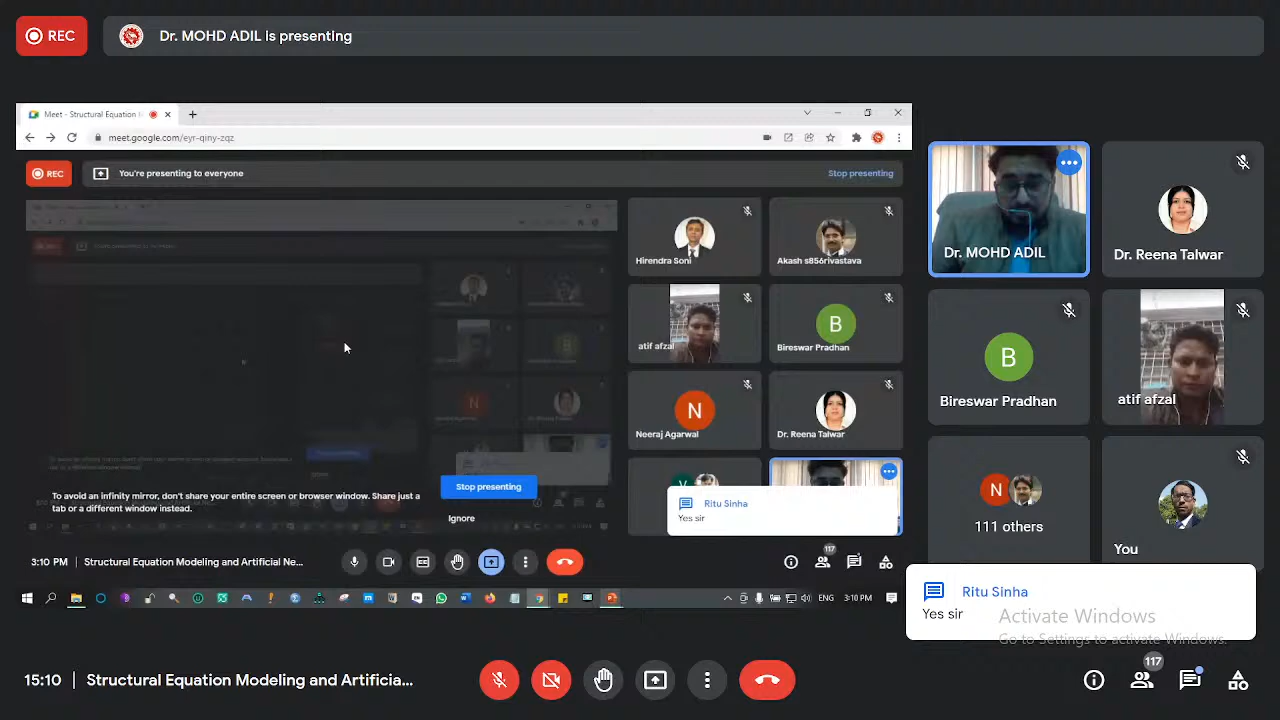 REC
Dr. MOHD ADIL is presenting
Meet - Structural Equation
meet.google.com/eyr-qiny-zqz
REC
You're presenting to everyone
Stop presenting
Hirendra Soni
Akash s856rivastava
atif afzal
Bireswar Pradhan
B
N
Neeraj Agarwal
Dr. Reena Talwar
V
Ritu Sinha
Yes sir
To avoid an infinity mirror, don't share your entire screen or browser window. Share just a
tab or a different window instead.
Stop presenting
Ignore
3:10 PM
Structural Equation Modeling and Artificial Ne...
117
ENG
3:10 PM
Dr. MOHD ADIL
Dr. Reena Talwar
B
Bireswar Pradhan
atif afzal
N
111 others
You
Ritu Sinha
Yes sir
Activate Windows
Go to Settings to activate Windows.
15:10
Structural Equation Modeling and Artificia...
117